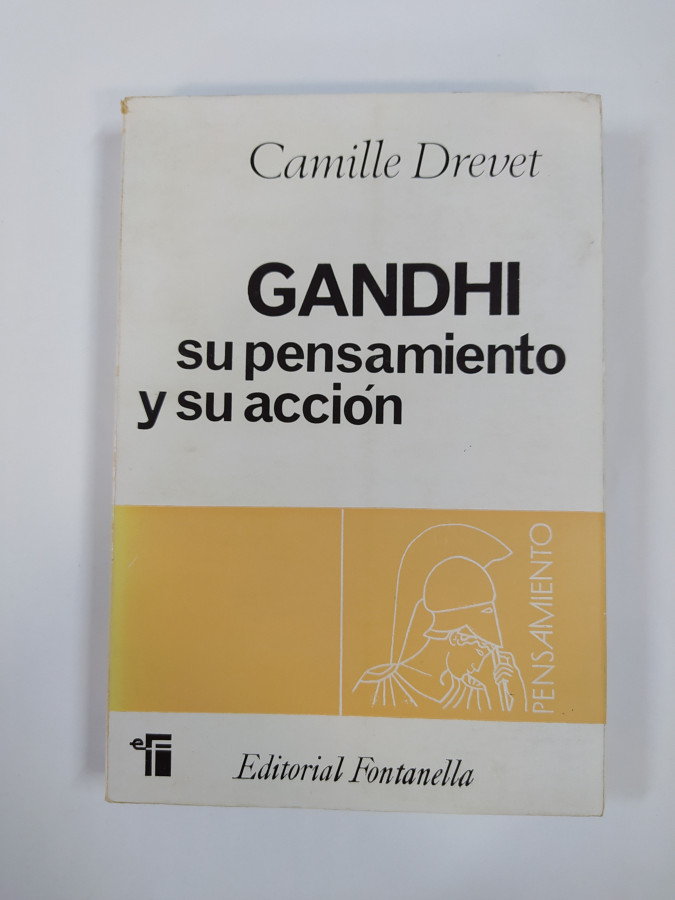 Camille Drevet
GANDHI
su pensamiento
y su acción
PENSAMIENTO
eF
Editorial Fontanella